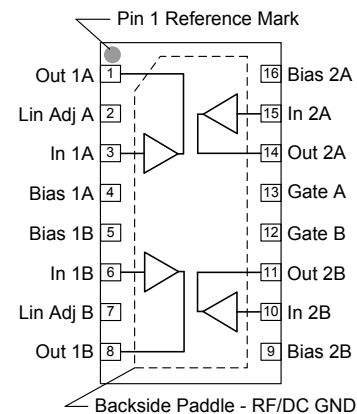 Pin 1 Reference Mark
Out 1A 1 16 Bias 2A
Lin Adj A 2 15 In 2A
In 1A 3 14 Out 2A
Bias 1A 4 13 Gate A
Bias 1B 5 12 Gate B
In 1B 6 11 Out 2B
Lin Adj B 7 10 In 2B
Out 1B 8 9 Bias 2B
Backside Paddle - RF/DC GND